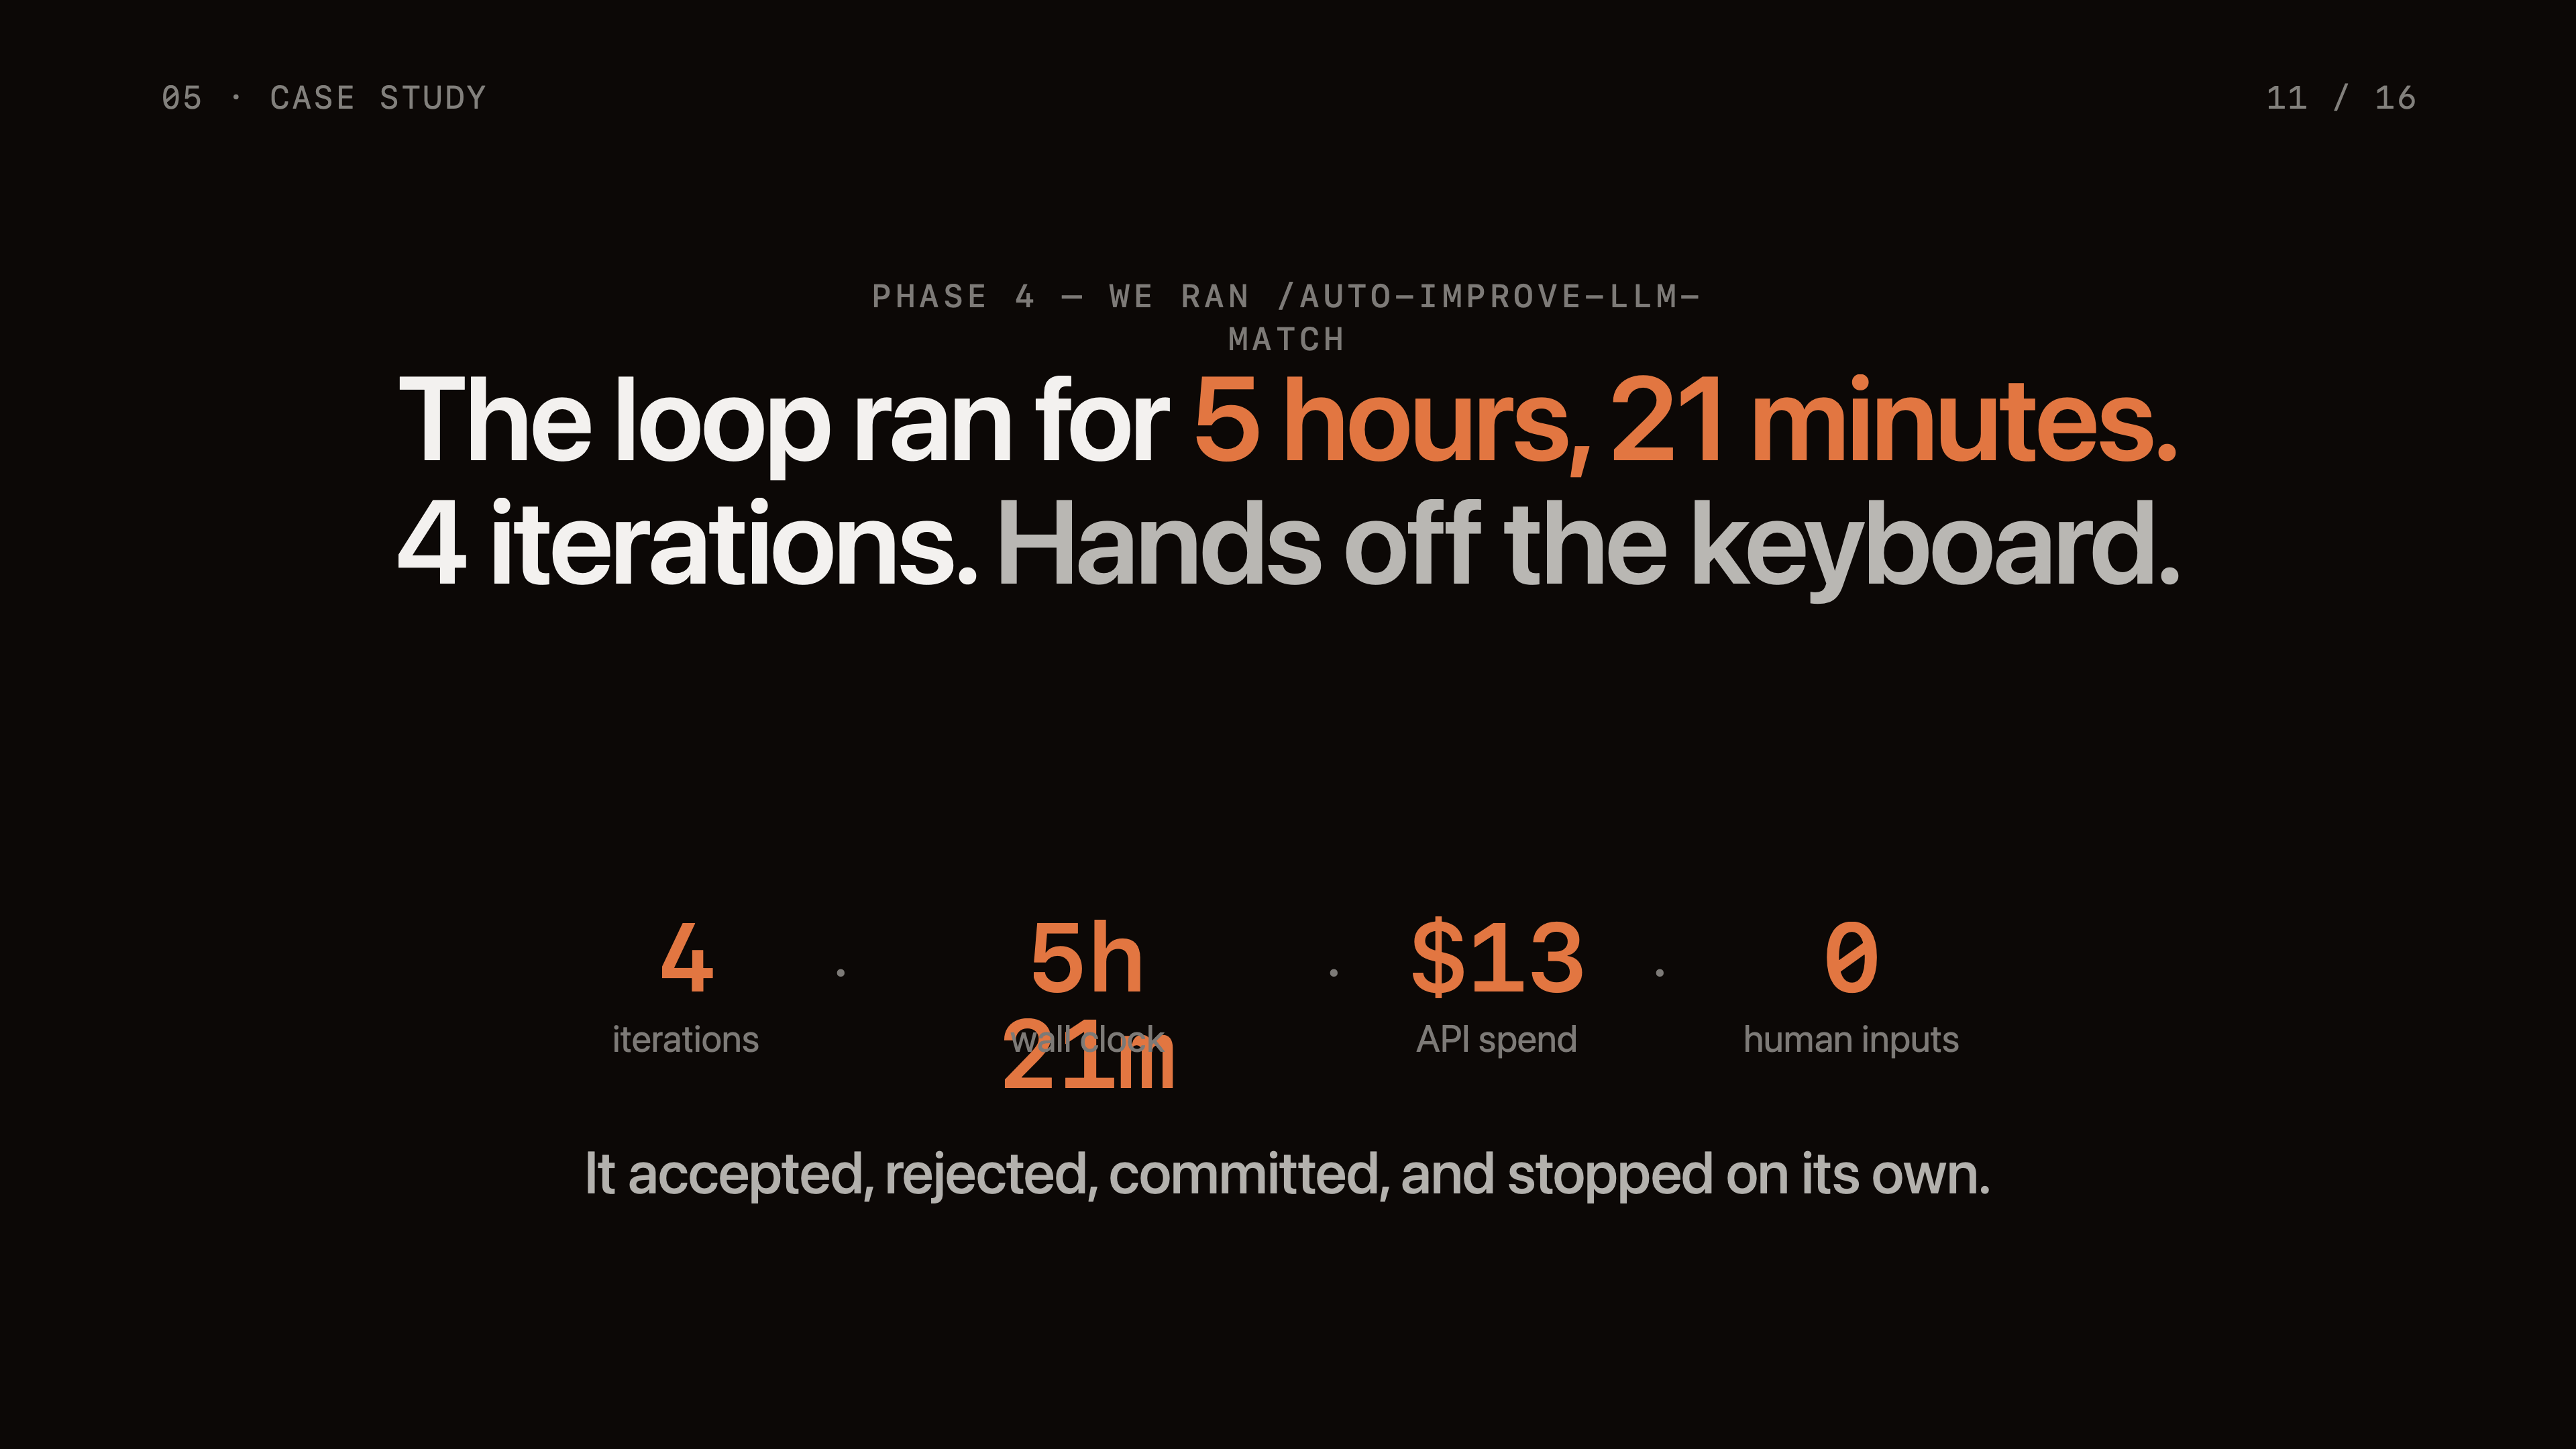 05 · CASE STUDY
11 / 16
PHASE 4 — WE RAN /AUTO-IMPROVE-LLM-
MATCH
The loop ran for 5 hours, 21 minutes.
4 iterations. Hands off the keyboard.
4 · 5h · $13 · 0
21m
iterations wall clock API spend human inputs
It accepted, rejected, committed, and stopped on its own.